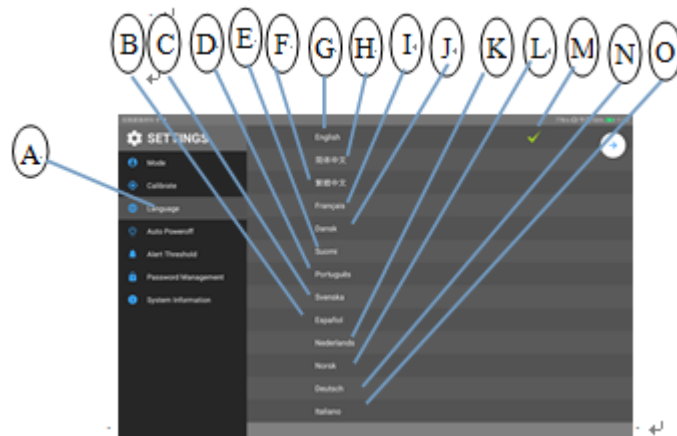 B C D E F G H I J K L M N O
A
SETTINGS
Mode
Calibrate
Language
Auto Poweroff
Alert Threshold
Password Management
System Information
English
简体中文
繁體中文
Français
Dansk
Suomi
Português
Svenska
Español
Nederlands
Norsk
Deutsch
Italiano